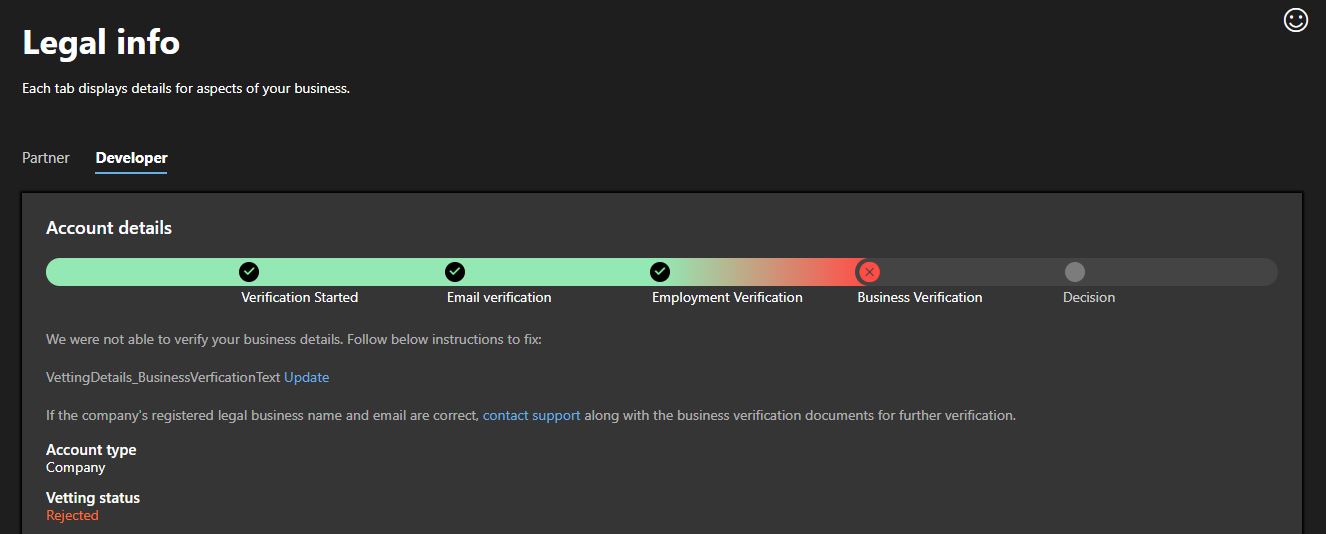 Legal info
Each tab displays details for aspects of your business.
Partner Developer
Account details
Verification Started Email verification Employment Verification Business Verification Decision
We were not able to verify your business details. Follow below instructions to fix:
VettingDetails_BusinessVerficationText Update
If the company's registered legal business name and email are correct, contact support along with the business verification documents for further verification.
Account type
Company
Vetting status
Rejected